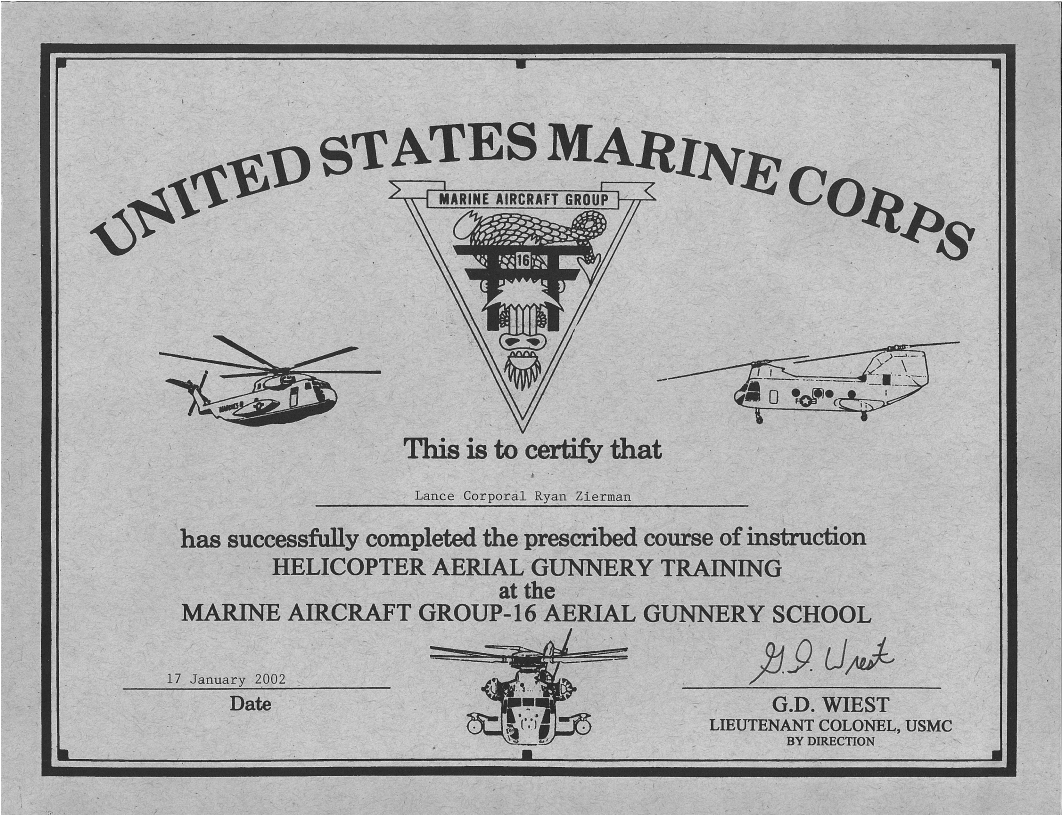 UNITED STATES MARINE CORPS
MARINE AIRCRAFT GROUP
16
MARINES
This is to certify that
Lance Corporal Ryan Zierman
has successfully completed the prescribed course of instruction
HELICOPTER AERIAL GUNNERY TRAINING
at the
MARINE AIRCRAFT GROUP-16 AERIAL GUNNERY SCHOOL
G.D. Wiest
17 January 2002
Date
G.D. WIEST
LIEUTENANT COLONEL, USMC
BY DIRECTION